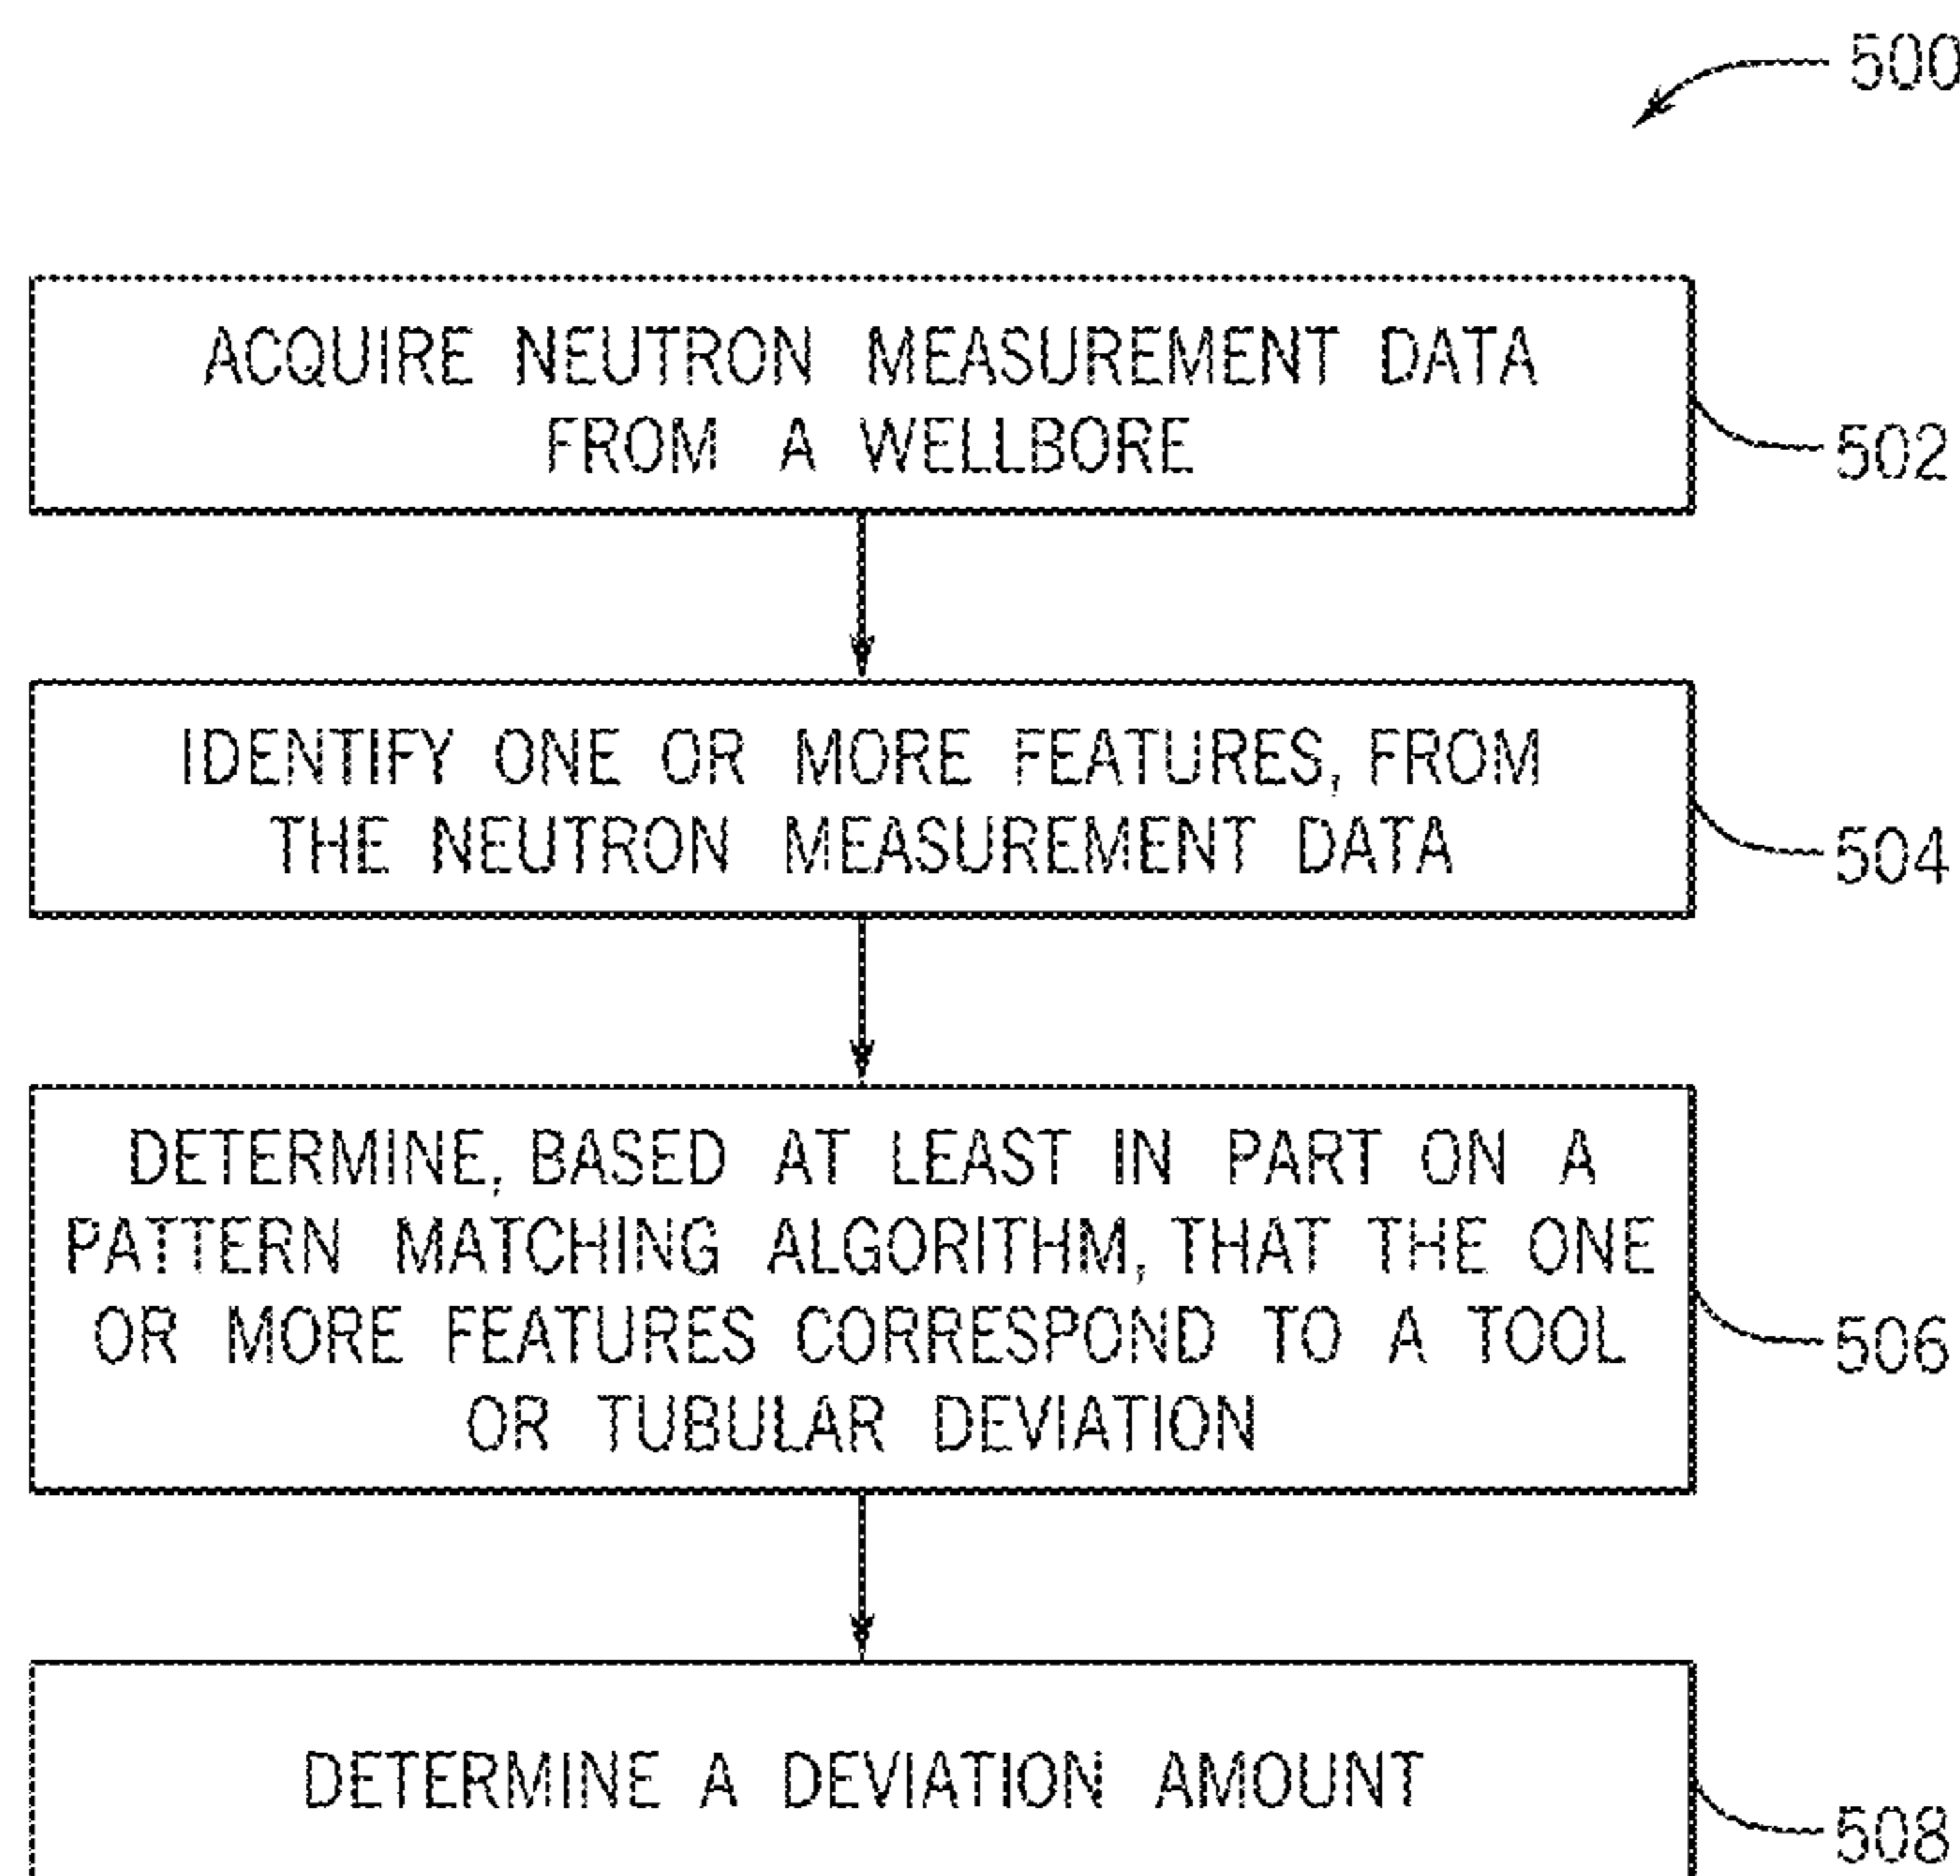 500
ACQUIRE NEUTRON MEASUREMENT DATA
FROM A WELLBORE
502
IDENTIFY ONE OR MORE FEATURES, FROM
THE NEUTRON MEASUREMENT DATA
504
DETERMINE, BASED AT LEAST IN PART ON A
PATTERN MATCHING ALGORITHM, THAT THE ONE
OR MORE FEATURES CORRESPOND TO A TOOL
OR TUBULAR DEVIATION
506
DETERMINE A DEVIATION AMOUNT
508